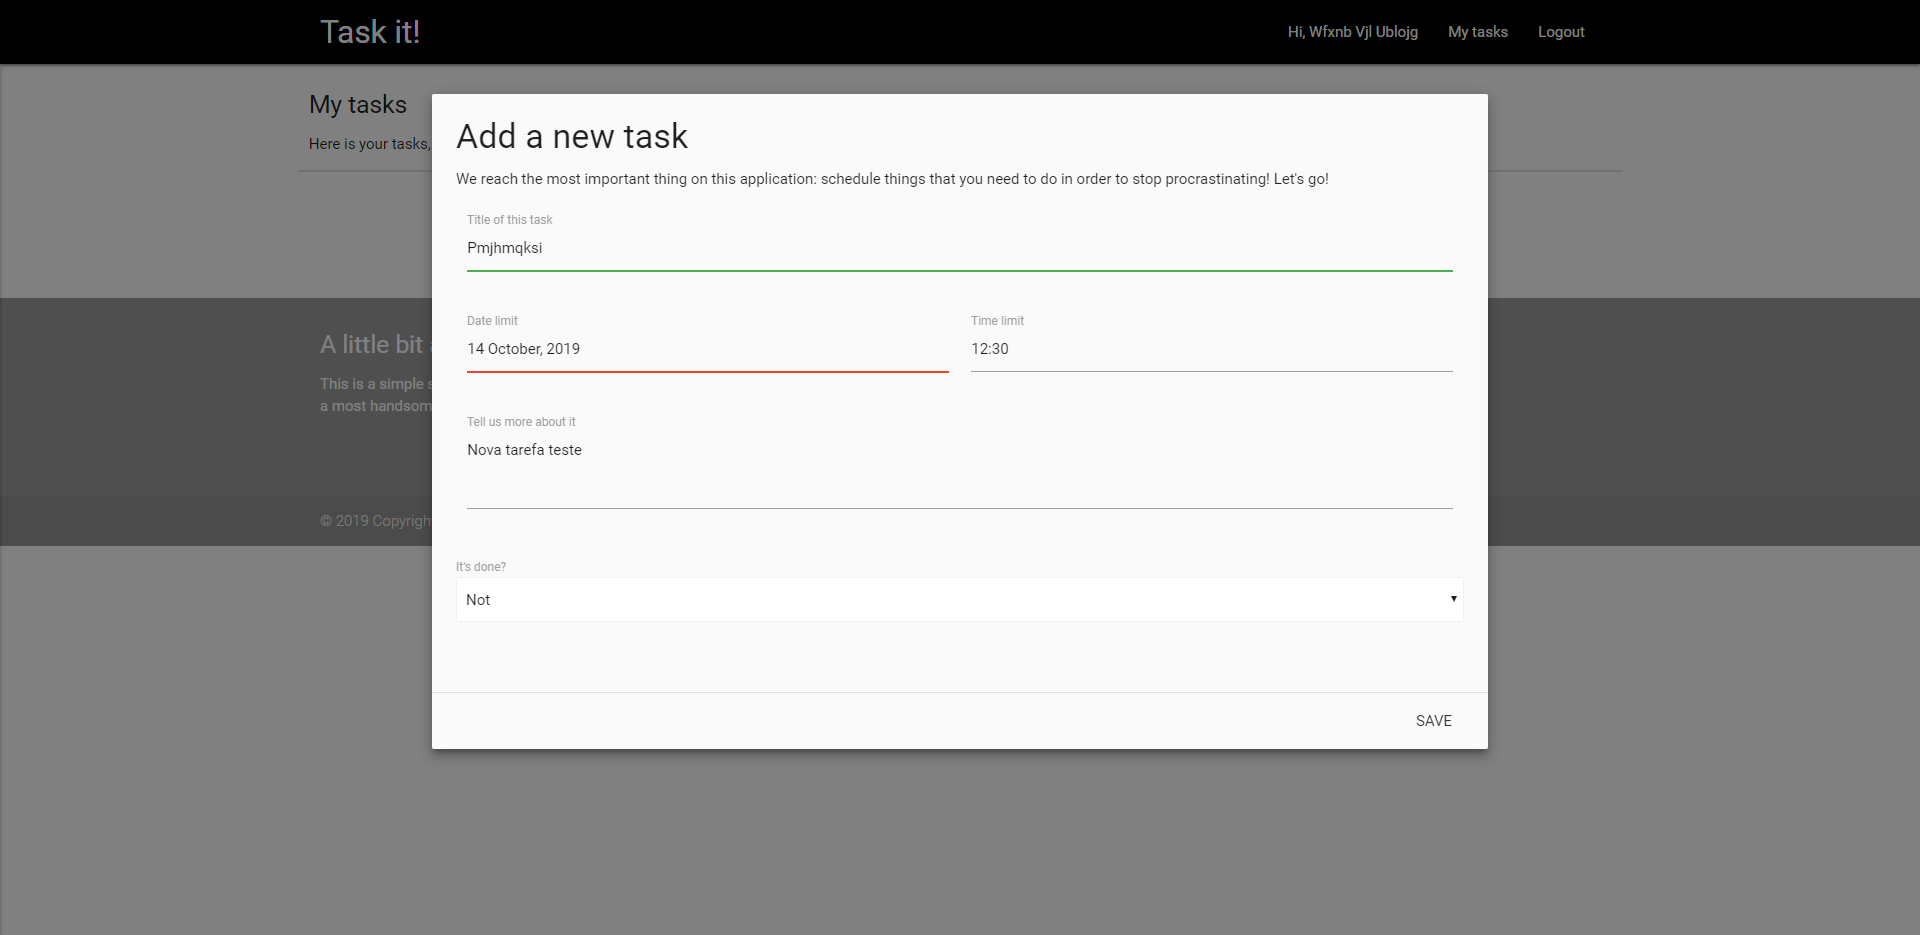 Task it!
Hi, Wfxnb Vjl Ublojg
My tasks
Logout
My tasks
Here is your tasks,
Add a new task
We reach the most important thing on this application: schedule things that you need to do in order to stop procrastinating! Let's go!
Title of this task
Pmjhmqksi
Date limit
14 October, 2019
Time limit
12:30
Tell us more about it
Nova tarefa teste
It's done?
Not
SAVE
A little bit
This is a simple
a most handsom
© 2019 Copyrigh